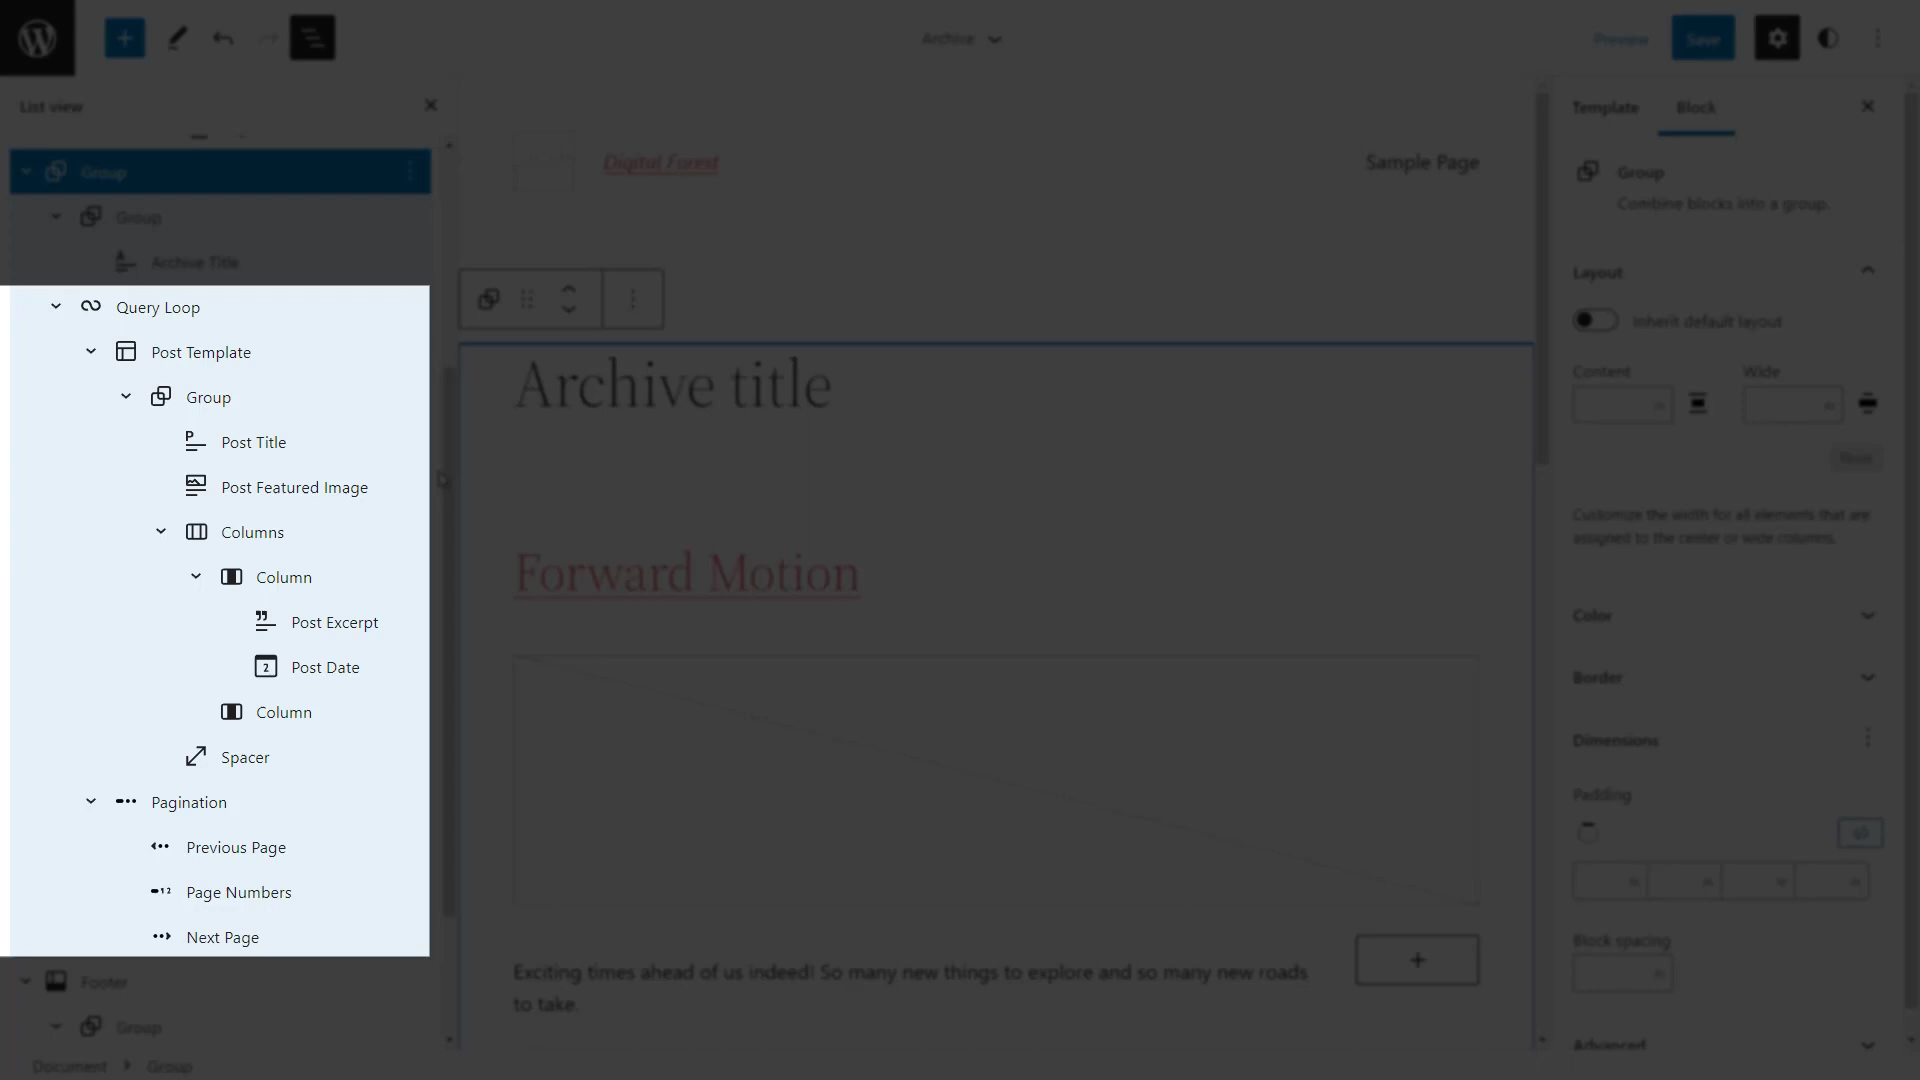 Archive
Preview
Save
List view
Group
Group
Archive Title
Query Loop
Post Template
Group
Post Title
Post Featured Image
Columns
Column
Post Excerpt
2
Post Date
Column
Spacer
Pagination
Previous Page
1 2
Page Numbers
Next Page
Footer
Group
Document
Group
Digital Forest
Sample Page
Archive title
Forward Motion
Exciting times ahead of us indeed! So many new things to explore and so many new roads
to take.
Template
Block
Group
Combine blocks into a group.
Layout
Inherit default layout
Content
Wide
Reset
Customize the width for all elements that are
assigned to the center or wide columns.
Color
Border
Dimensions
Padding
Block spacing
Advanced